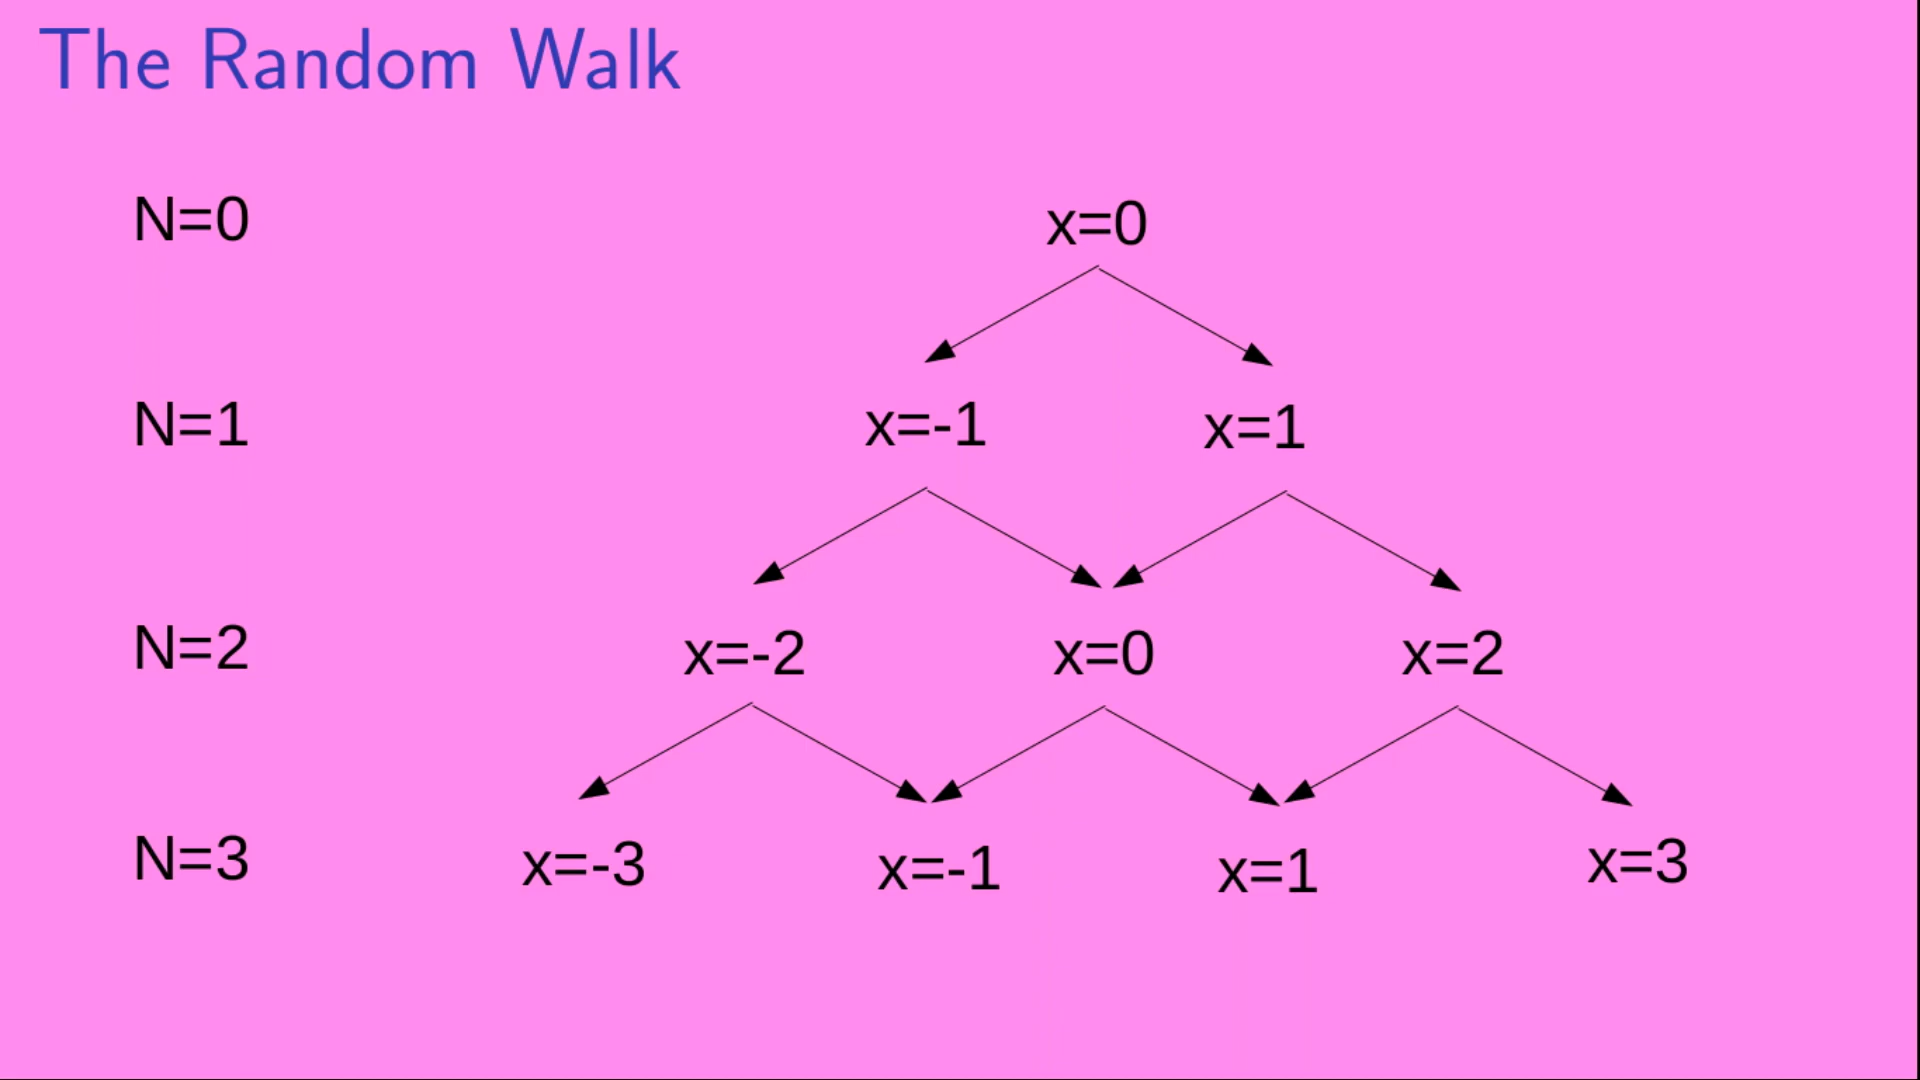 The Random Walk
N=0 x=0
N=1 x=-1 x=1
N=2 x=-2 x=0 x=2
N=3 x=-3 x=-1 x=1 x=3